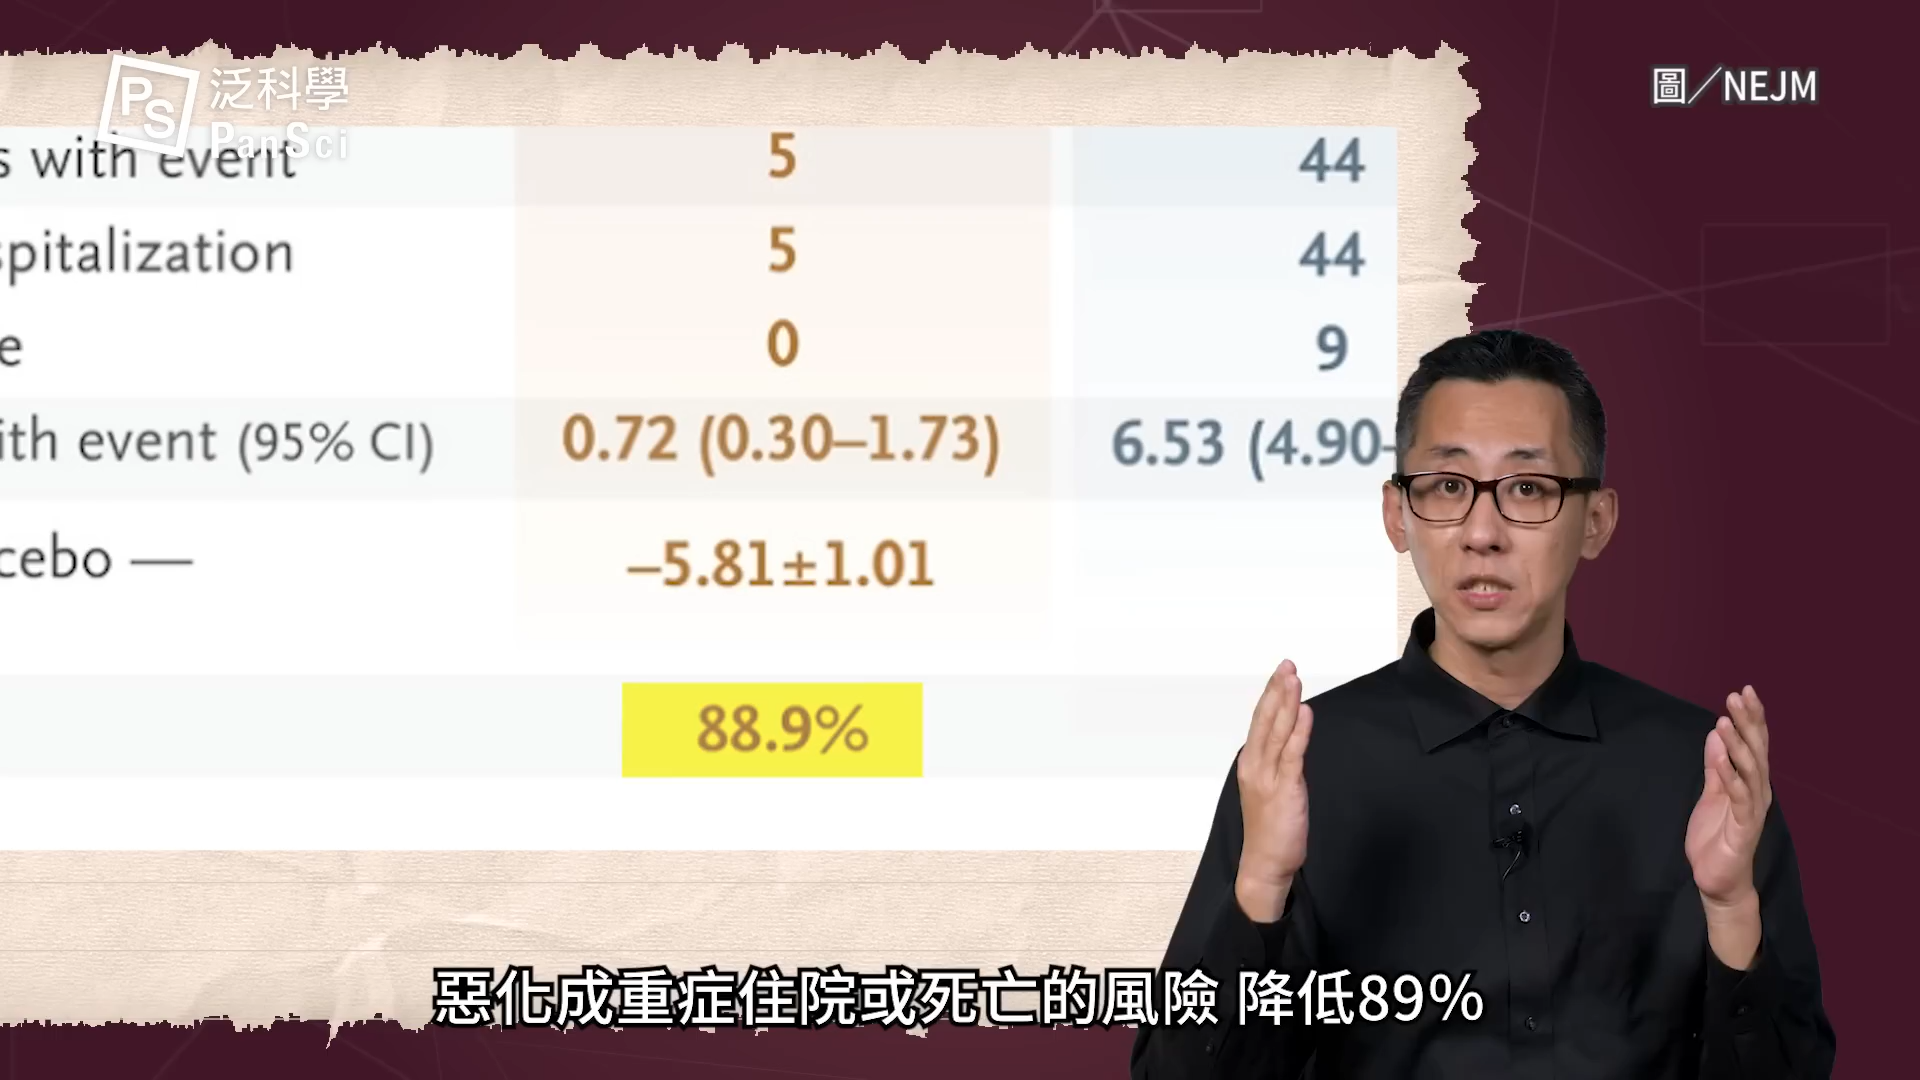 PS 泛科學
PanSci
圖／NEJM
s with event 5 44
spitalization 5 44
e 0 9
ith event (95% CI) 0.72 (0.30–1.73) 6.53 (4.90-
cebo — –5.81±1.01
88.9%
惡化成重症住院或死亡的風險 降低89%